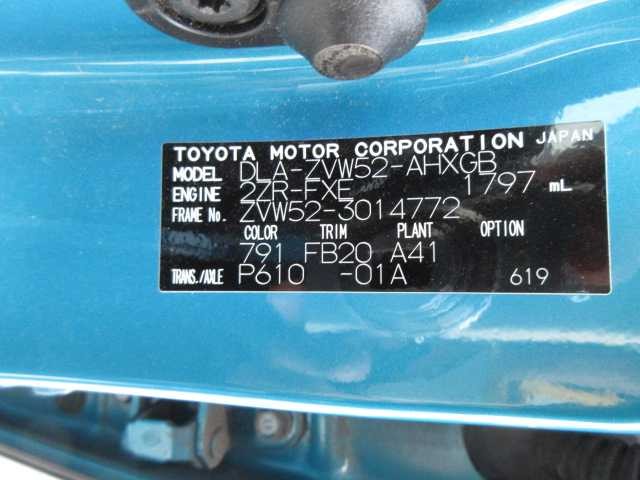 TOYOTA MOTOR CORPORATION JAPAN
MODEL DLA-ZVW52-AHXGB
ENGINE 2ZR-FXE 1797 mL
FRAME No. ZVW52-3014772
COLOR TRIM PLANT OPTION
791 FB20 A41
TRANS./AXLE P610 -01A 619